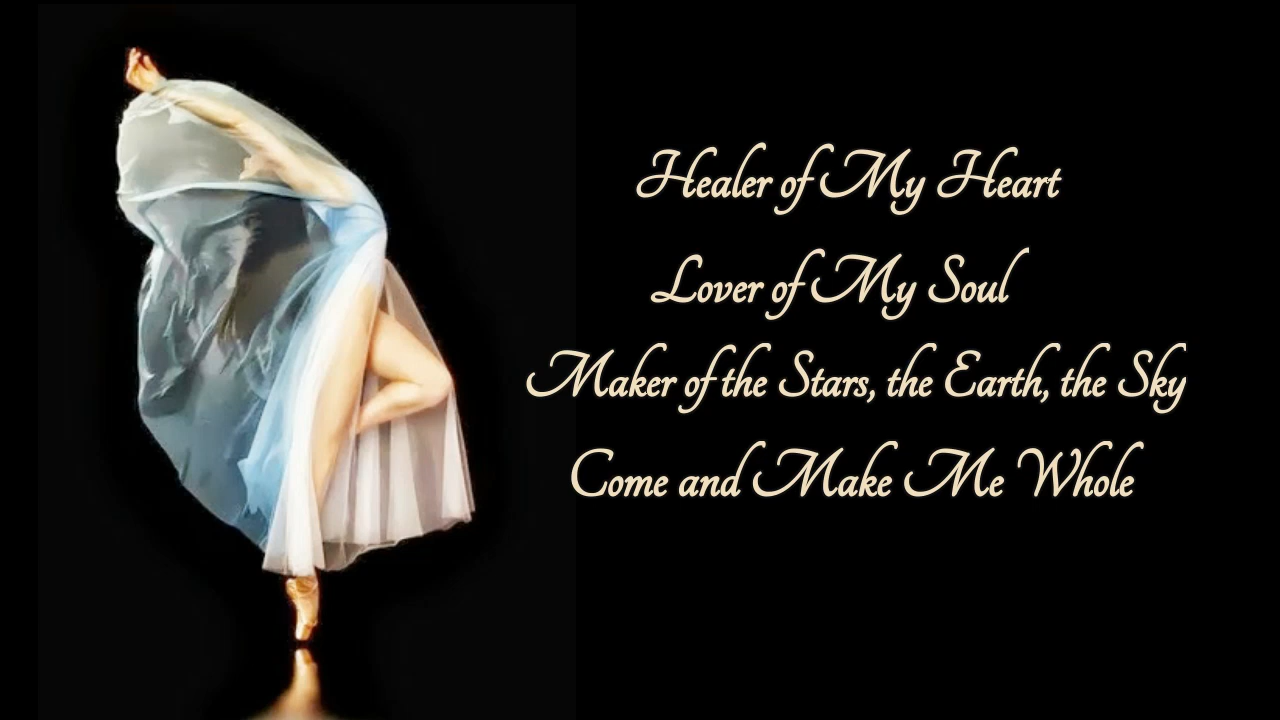 Healer of My Heart
Lover of My Soul
Maker of the Stars, the Earth, the Sky
Come and Make Me Whole